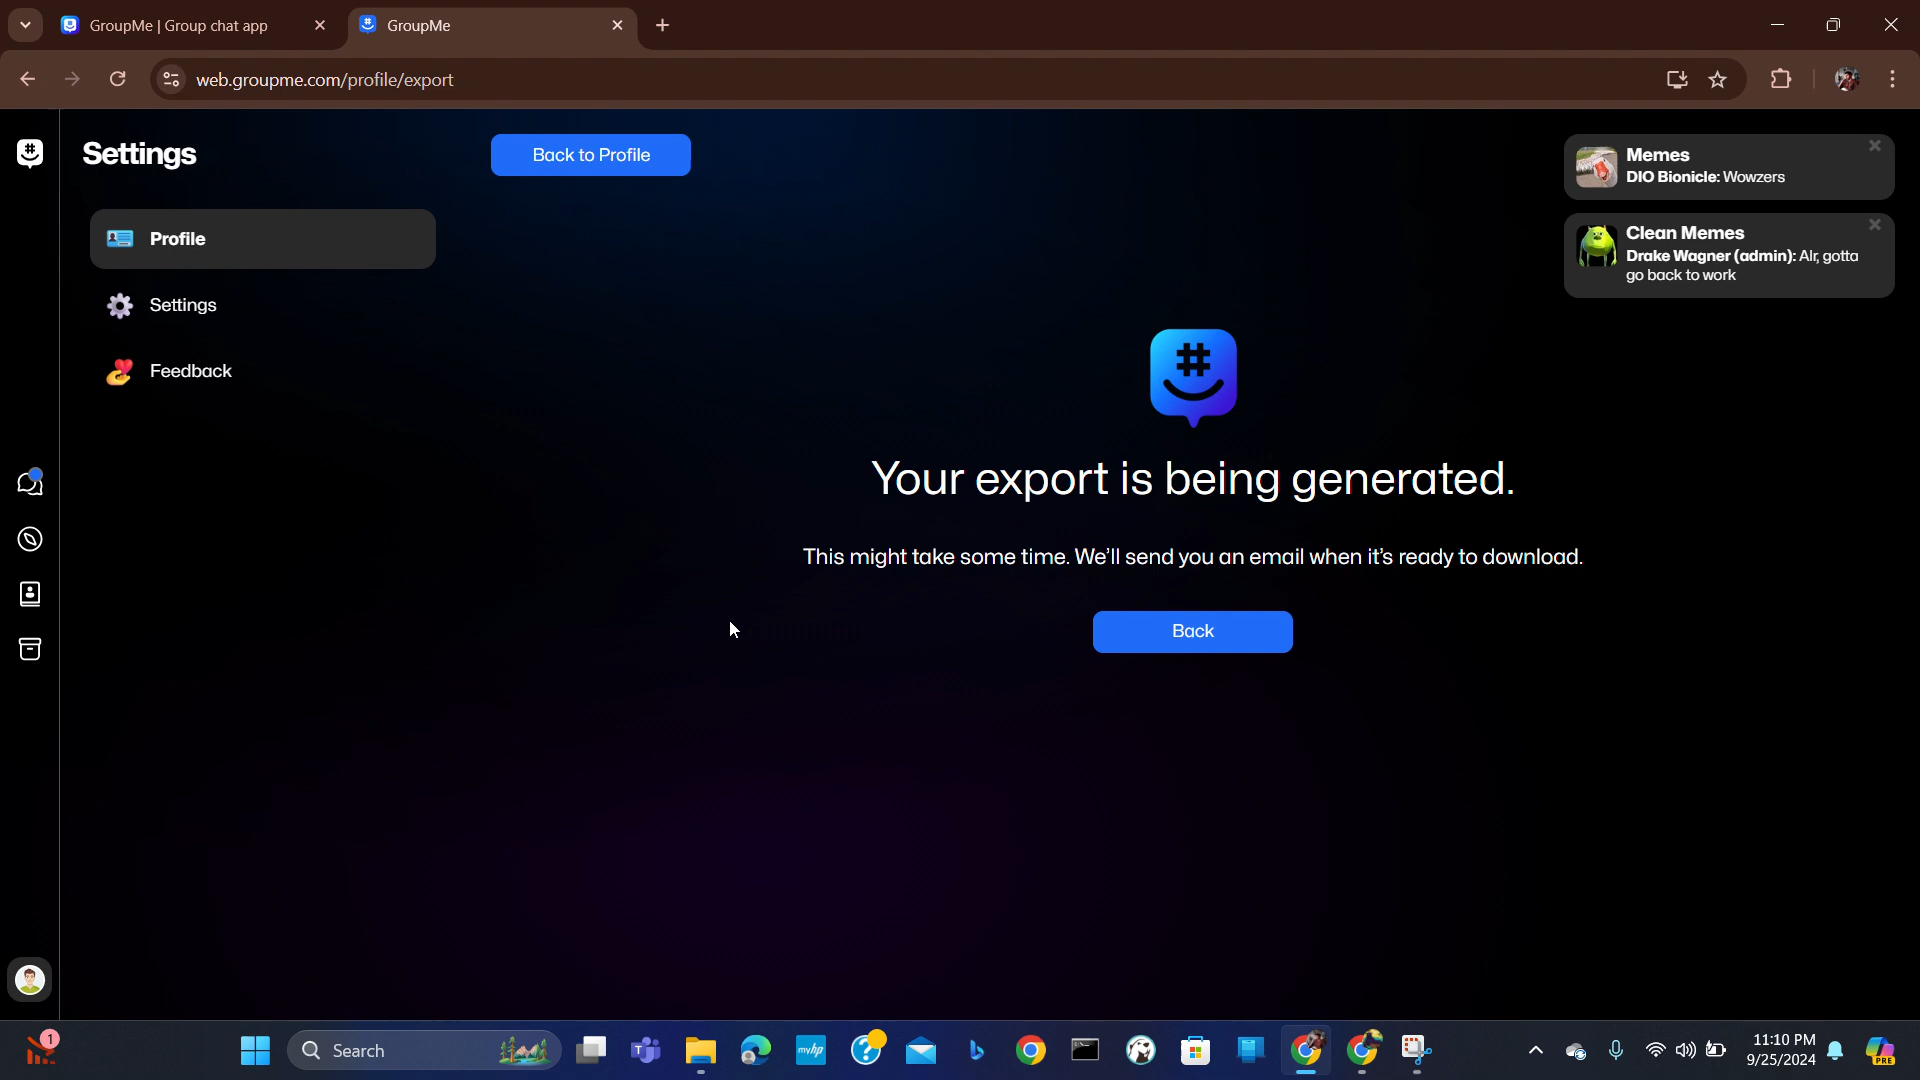 GroupMe | Group chat app
GroupMe
web.groupme.com/profile/export
Settings
Back to Profile
Profile
Settings
Feedback
Memes
DIO Bionicle: Wowzers
Clean Memes
Drake Wagner (admin): Alr, gotta
go back to work
#
Your export is being generated.
This might take some time. We'll send you an email when it's ready to download.
Back
1
Search
myhp
11:10 PM
9/25/2024
PRE